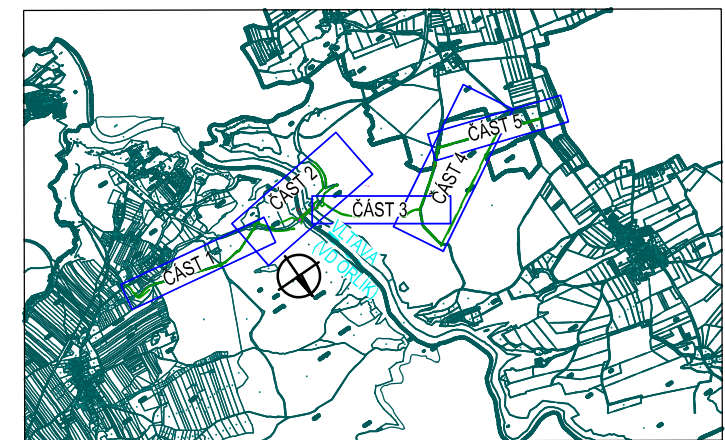 ČÁST 1
ČÁST 2
ČÁST 3
ČÁST 4
ČÁST 5
VLTAVA
(VD ORLÍK)